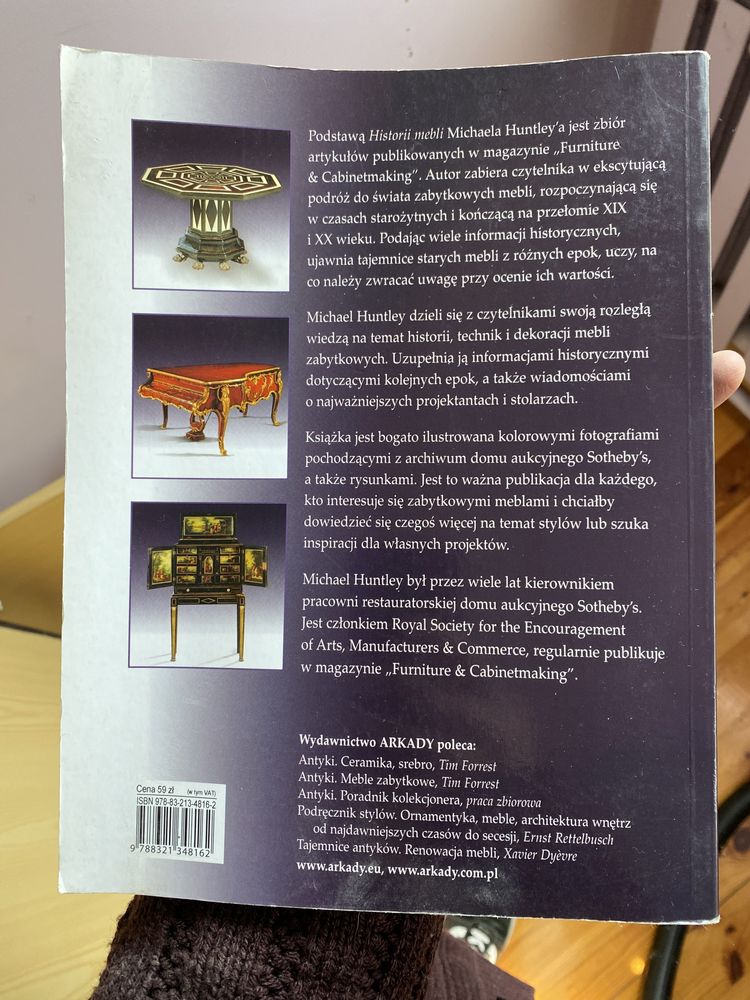 Podstawą Historii mebli Michaela Huntley'a jest zbiór
artykułów publikowanych w magazynie „Furniture
& Cabinetmaking”. Autor zabiera czytelnika w ekscytującą
podróż do świata zabytkowych mebli, rozpoczynającą się
w czasach starożytnych i kończącą na przełomie XIX
i XX wieku. Podając wiele informacji historycznych,
ujawnia tajemnice starych mebli z różnych epok, uczy, na
co należy zwracać uwagę przy ocenie ich wartości.
Michael Huntley dzieli się z czytelnikami swoją rozległą
wiedzą na temat historii, technik i dekoracji mebli
zabytkowych. Uzupełnia ją informacjami historycznymi
dotyczącymi kolejnych epok, a także wiadomościami
o najważniejszych projektantach i stolarzach.
Książka jest bogato ilustrowana kolorowymi fotografiami
pochodzącymi z archiwum domu aukcyjnego Sotheby's,
a także rysunkami. Jest to ważna publikacja dla każdego,
kto interesuje się zabytkowymi meblami i chciałby
dowiedzieć się czegoś więcej na temat stylów lub szuka
inspiracji dla własnych projektów.
Michael Huntley był przez wiele lat kierownikiem
pracowni restauratorskiej domu aukcyjnego Sotheby's.
Jest członkiem Royal Society for the Encouragement
of Arts, Manufacturers & Commerce, regularnie publikuje
w magazynie „Furniture & Cabinetmaking”.
Wydawnictwo ARKADY poleca:
Antyki. Ceramika, srebro, Tim Forrest
Antyki. Meble zabytkowe, Tim Forrest
Antyki. Poradnik kolekcjonera, praca zbiorowa
Podręcznik stylów. Ornamentyka, meble, architektura wnętrz
od najdawniejszych czasów do secesji, Ernst Rettelbusch
Tajemnice antyków. Renowacja mebli, Xavier Dyèvre
www.arkady.eu, www.arkady.com.pl
Cena 59 zł (w tym VAT)
ISBN 978-83-213-4816-2
9 788321 348162